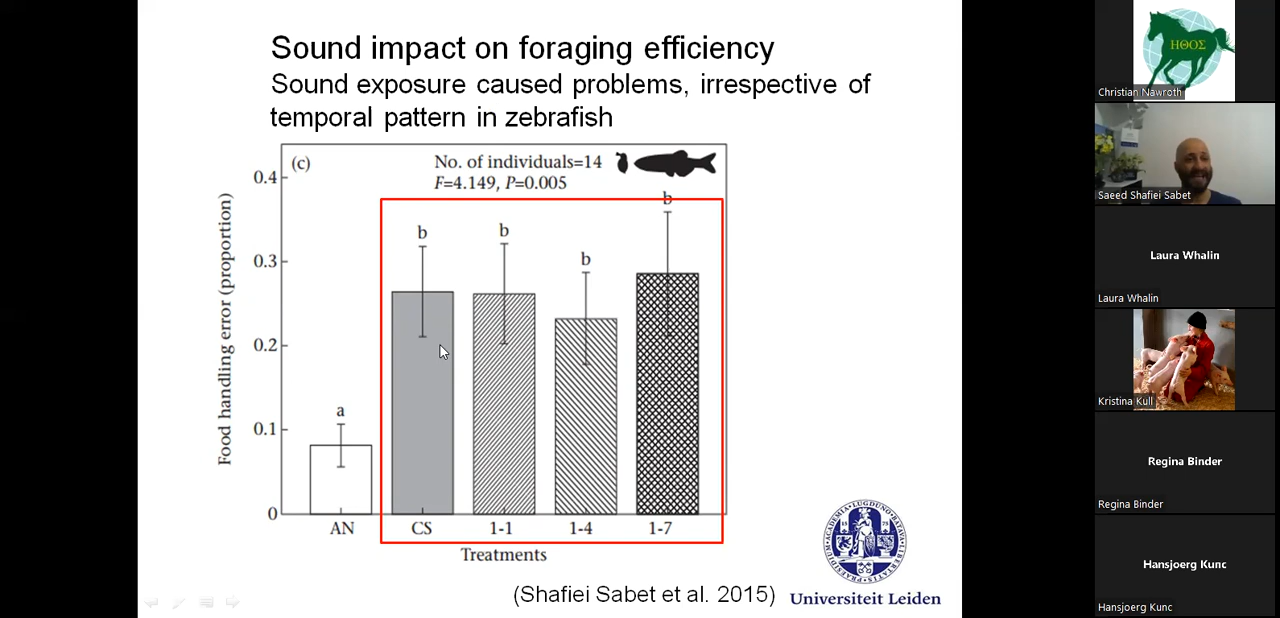 Sound impact on foraging efficiency
Sound exposure caused problems, irrespective of
temporal pattern in zebrafish
(c)
No. of individuals=14
F=4.149, P=0.005
Food handling error (proportion)
0.4
0.3
0.2
0.1
0
a
b
b
b
b
AN
CS
1-1
1-4
1-7
Treatments
(Shafiei Sabet et al. 2015)
Universiteit Leiden
ΗΘΟΣ
Christian Nawroth
Saeed Shafiei Sabet
Laura Whalin
Laura Whalin
Kristina Kull
Regina Binder
Regina Binder
Hansjoerg Kunc
Hansjoerg Kunc